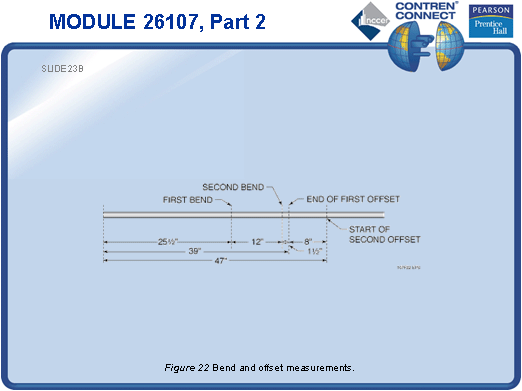 MODULE 26107, Part 2
nccer
CONTREN®
CONNECT
PEARSON
Prentice
Hall
SLIDE 23B
SECOND BEND
FIRST BEND
END OF FIRST OFFSET
START OF
SECOND OFFSET
25½"
12"
8"
39"
1½"
47"
Figure 22 Bend and offset measurements.